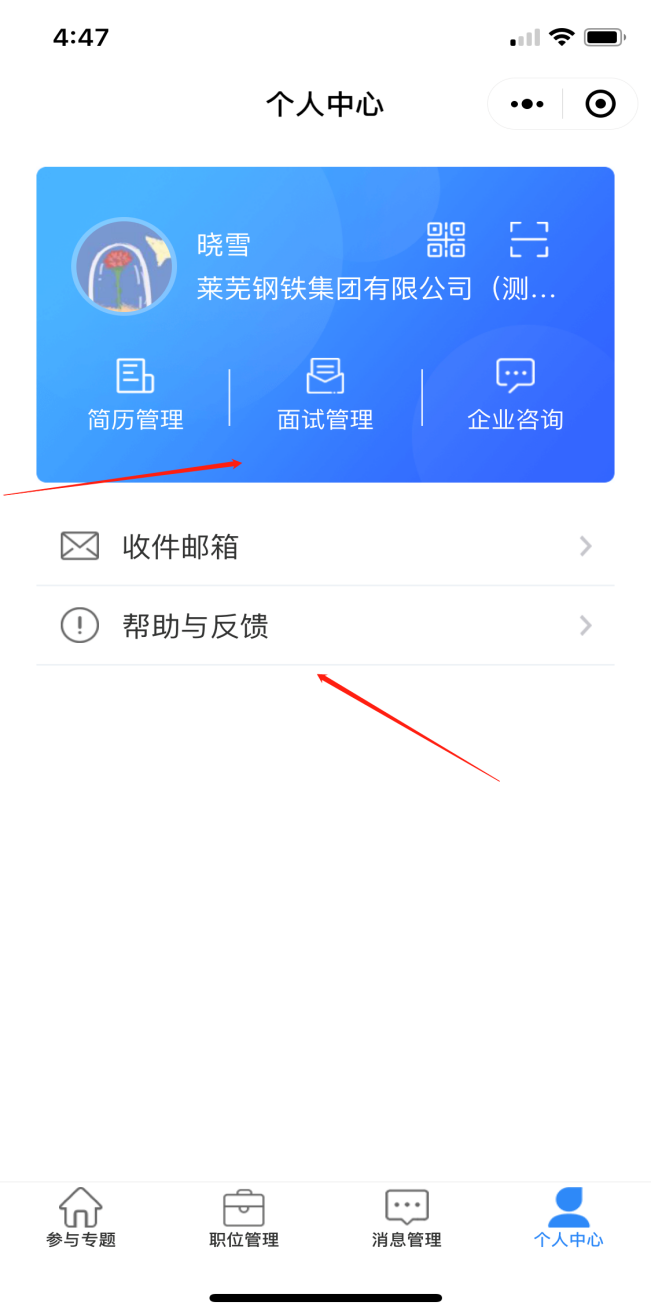 4:47
个人中心
晓雪
莱芜钢铁集团有限公司（测...
简历管理 面试管理 企业咨询
收件邮箱
帮助与反馈
参与专题 职位管理 消息管理 个人中心